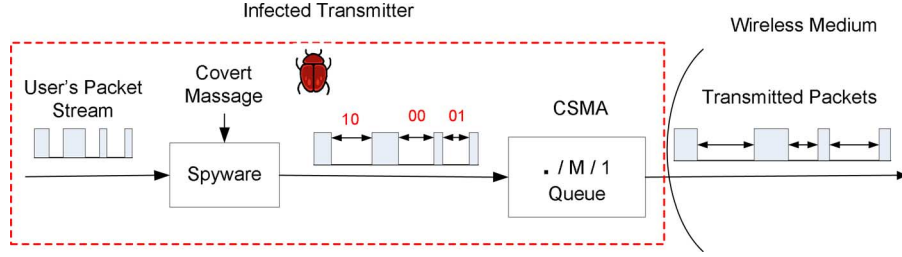 Infected Transmitter
Wireless Medium
User's Packet
Stream
Covert
Massage
10
00
01
CSMA
Transmitted Packets
Spyware
. / M / 1
Queue